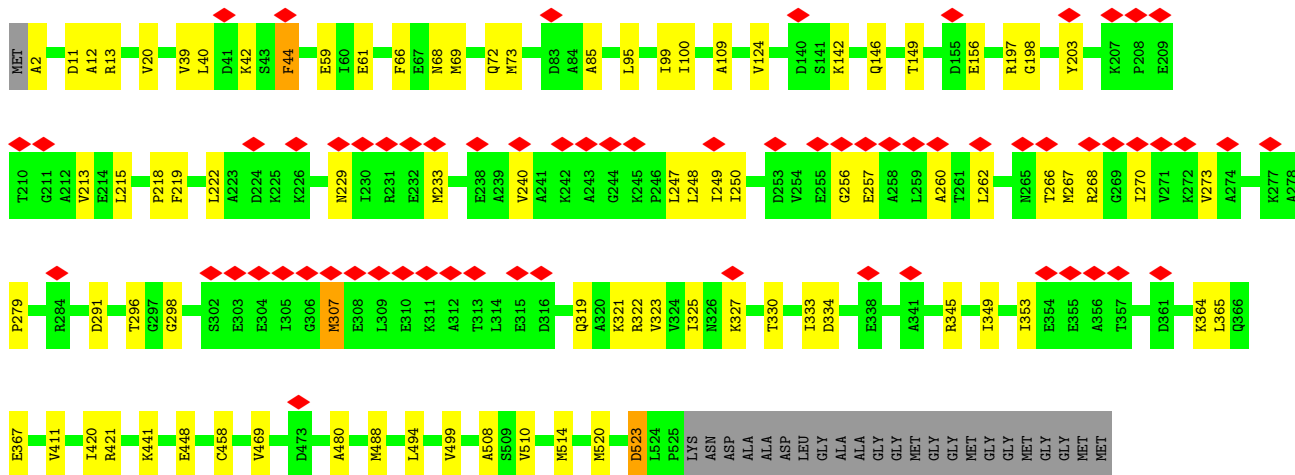 MET A2 D11 A12 R13 V20 V39 L40 D41 K42 S43 F44 E59 I60 E61 F66 E67 N68 M69 Q72 M73 D83 A84 A85 L95 I99 I100 A109 V124 D140 S141 K142 Q146 T149 D155 E156 R197 G198 Y203 K207 P208 E209
T210 G211 A212 V213 E214 L215 P218 F219 L222 A223 D224 K225 K226 N229 I230 R231 E232 M233 E238 A239 V240 A241 K242 A243 G244 K245 P246 L247 L248 I249 I250 D253 V254 E255 G256 E257 A258 L259 A260 T261 L262 N265 T266 M267 R268 G269 I270 V271 K272 V273 A274 K277 A278
P279 R284 D291 T296 G297 G298 S302 E303 E304 I305 G306 M307 E308 L309 E310 K311 A312 T313 L314 E315 D316 Q319 A320 K321 R322 V323 V324 I325 N326 K327 T330 I333 D334 E338 A341 R345 I349 I353 E354 E355 A356 T357 D361 K364 L365 Q366
E367 V411 I420 R421 K441 E448 C458 V469 D473 A480 M488 L494 V499 A508 S509 V510 M514 M520 D523 L524 P525 LYS ASN ASP ALA ALA ASP LEU GLY ALA ALA GLY GLY MET GLY GLY MET GLY GLY MET MET